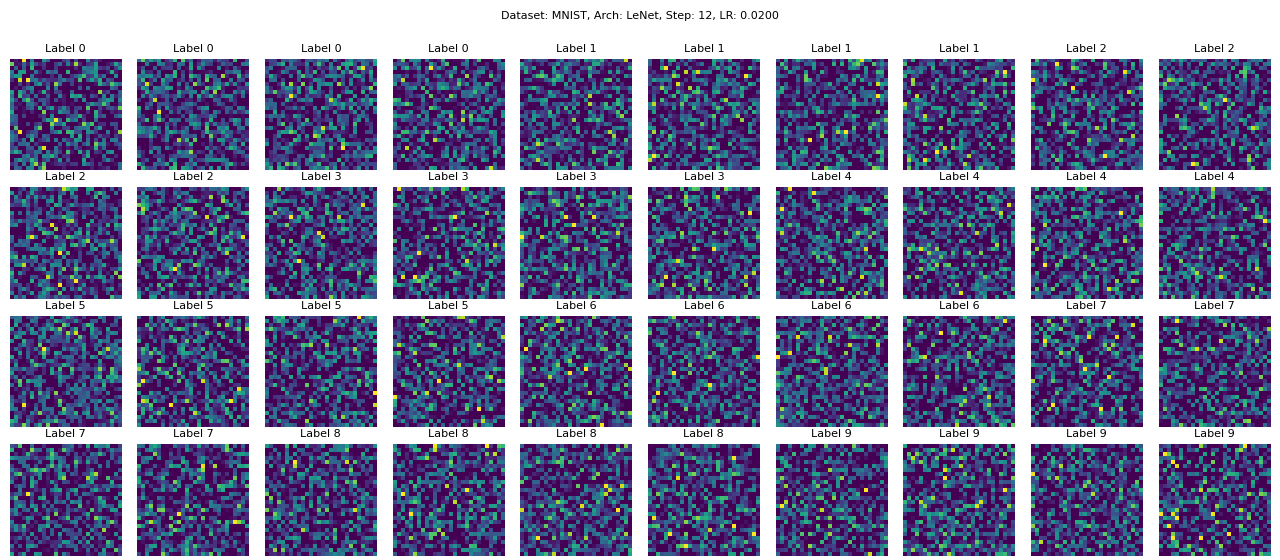 Dataset: MNIST, Arch: LeNet, Step: 12, LR: 0.0200
Label 0 Label 0 Label 0 Label 0 Label 1 Label 1 Label 1 Label 1 Label 2 Label 2
Label 2 Label 2 Label 3 Label 3 Label 3 Label 3 Label 4 Label 4 Label 4 Label 4
Label 5 Label 5 Label 5 Label 5 Label 6 Label 6 Label 6 Label 6 Label 7 Label 7
Label 7 Label 7 Label 8 Label 8 Label 8 Label 8 Label 9 Label 9 Label 9 Label 9